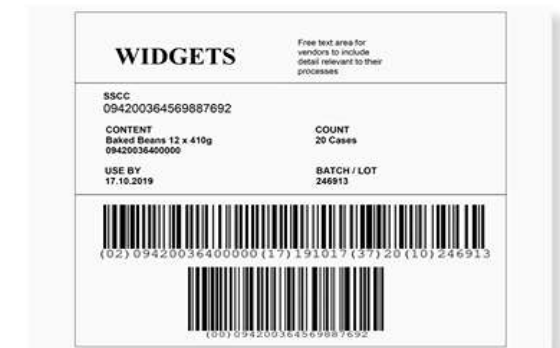 WIDGETS
Free text area for
vendors to include
detail relevant to their
processes
SSCC
094200364569887692
CONTENT
Baked Beans 12 x 410g
09420036400000
COUNT
20 Cases
USE BY
17.10.2019
BATCH / LOT
246913
(02)09420036400000(17)191017(37)20(10)246913
(00)094200364569887692